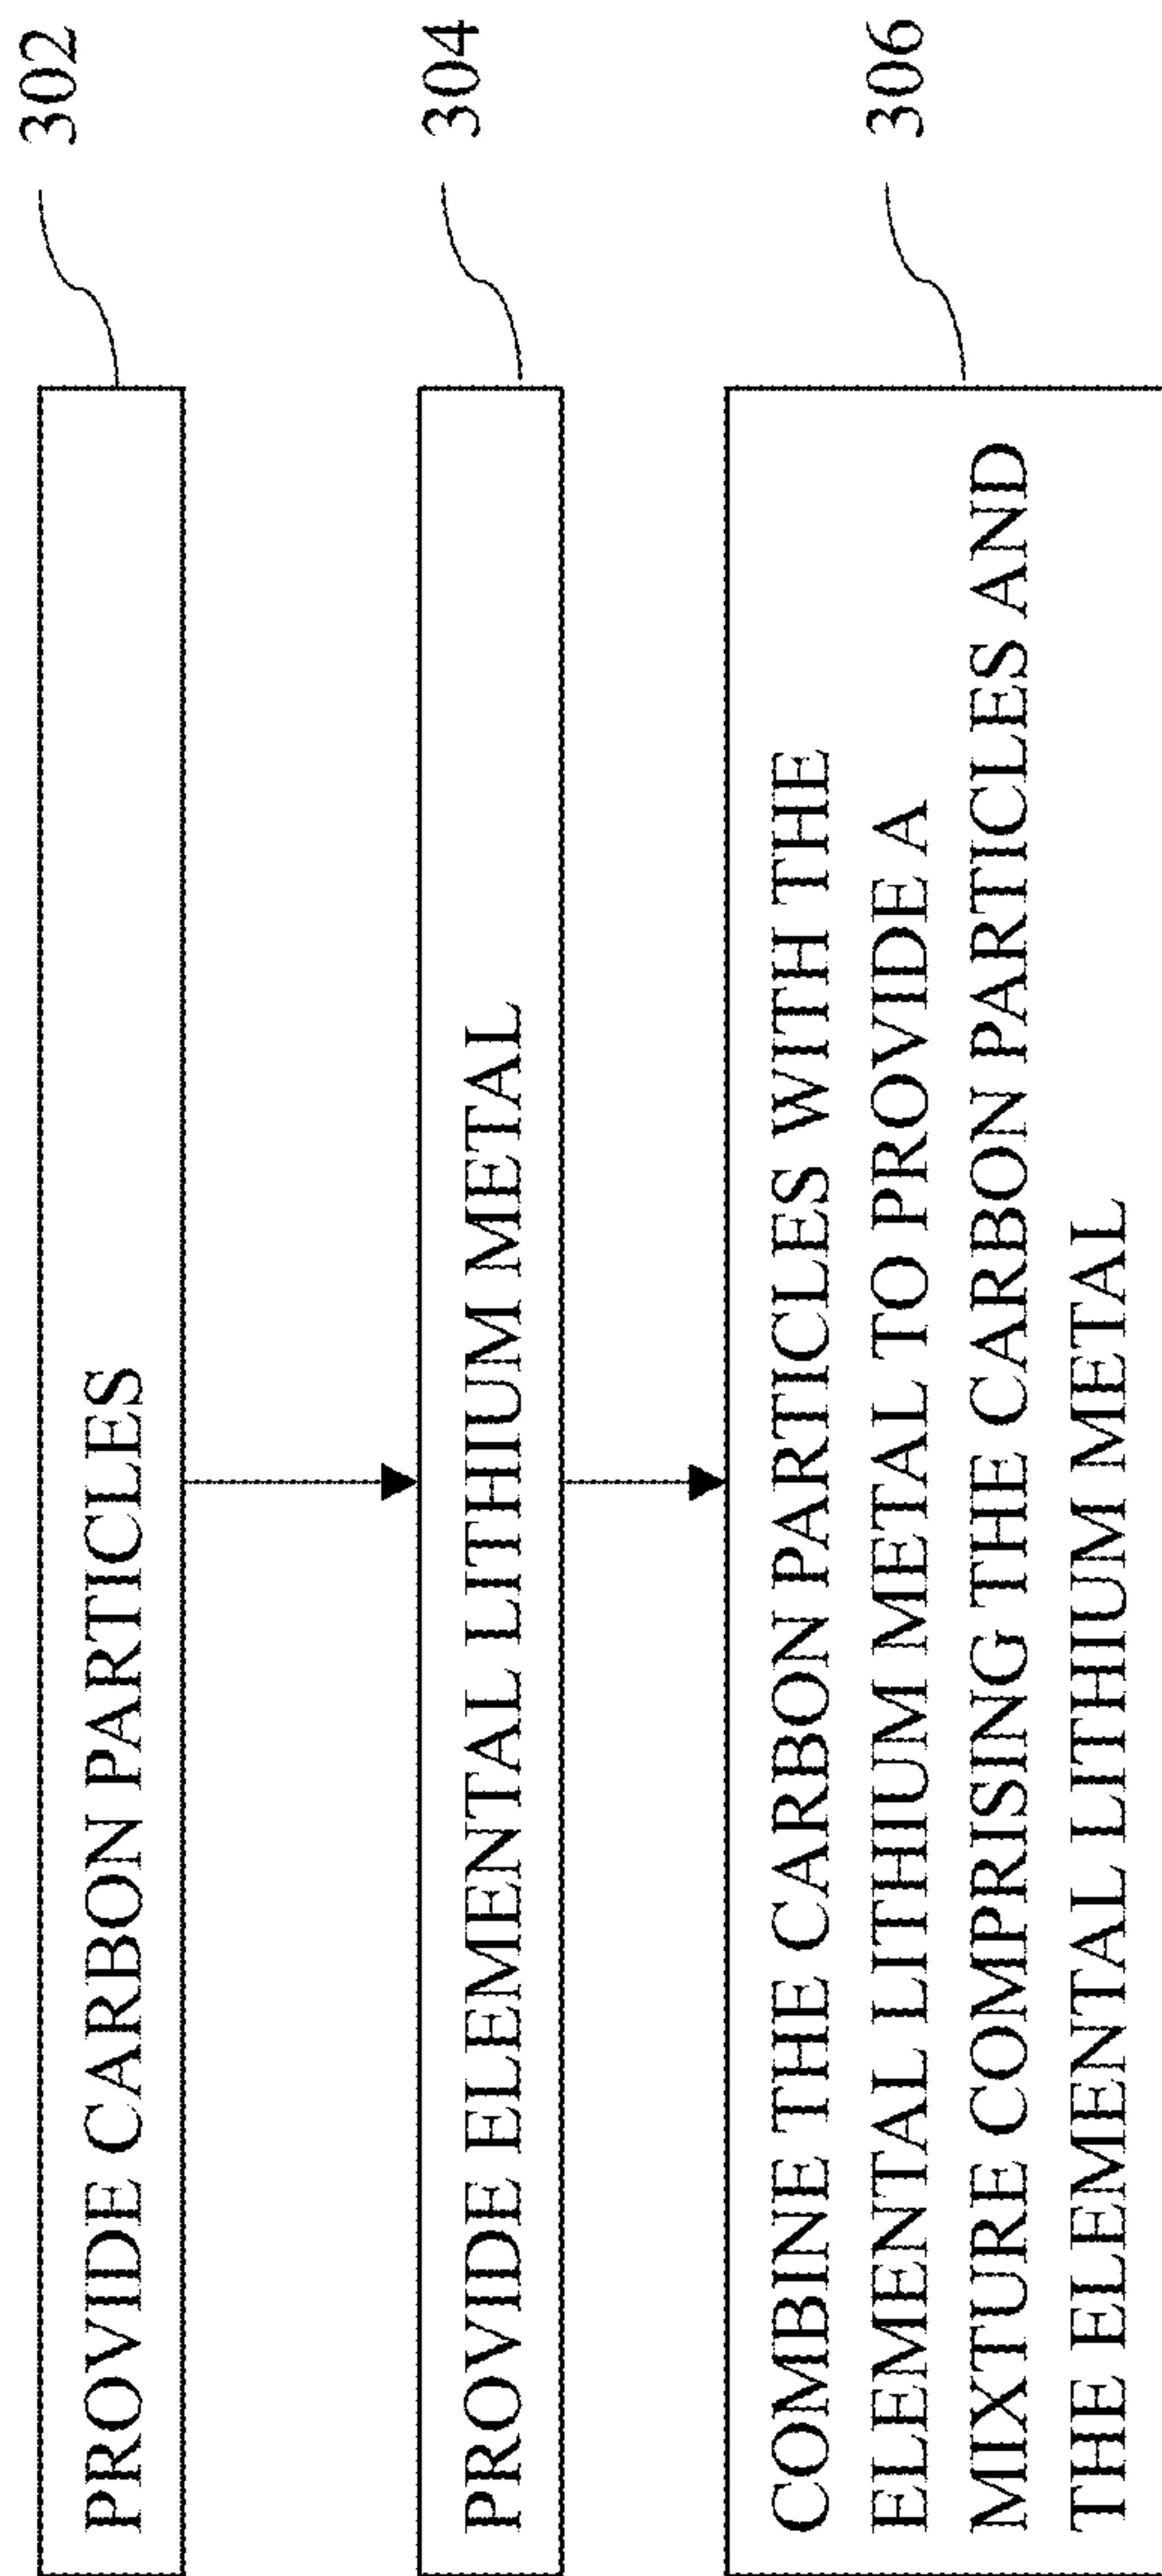 PROVIDE CARBON PARTICLES
302
PROVIDE ELEMENTAL LITHIUM METAL
304
COMBINE THE CARBON PARTICLES WITH THE
ELEMENTAL LITHIUM METAL TO PROVIDE A
MIXTURE COMPRISING THE CARBON PARTICLES AND
THE ELEMENTAL LITHIUM METAL
306